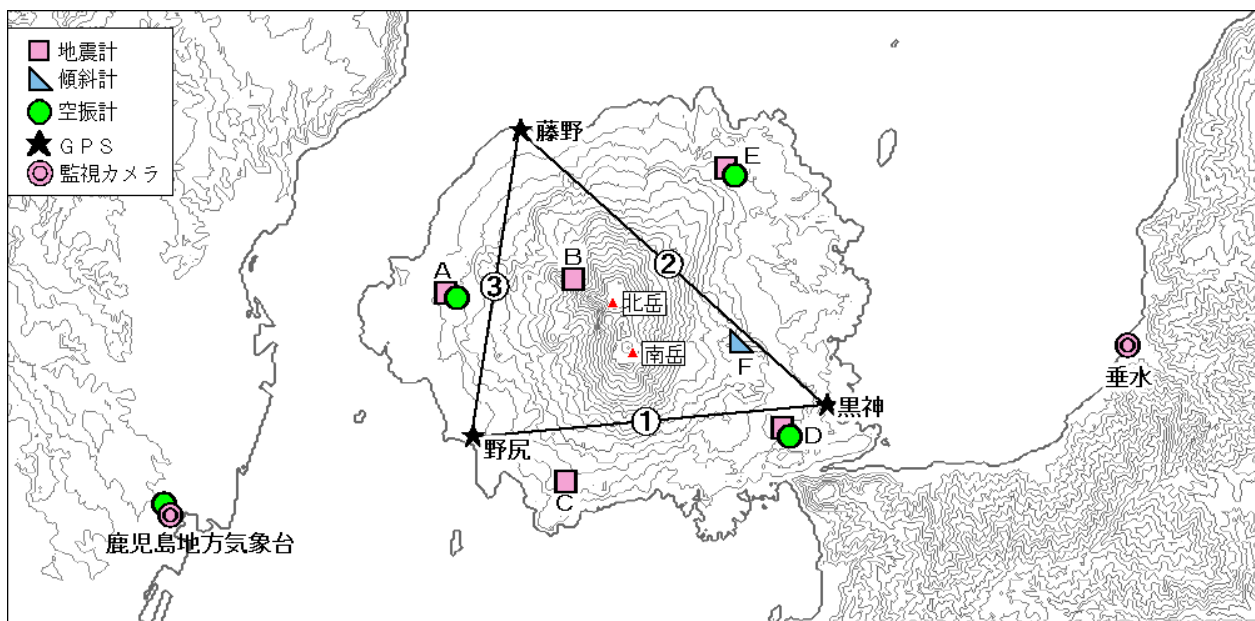 地震計
傾斜計
空振計
GPS
監視カメラ
藤野
E
②
B
A
③
北岳
南岳
F
垂水
黒神
①
D
野尻
C
鹿児島地方気象台